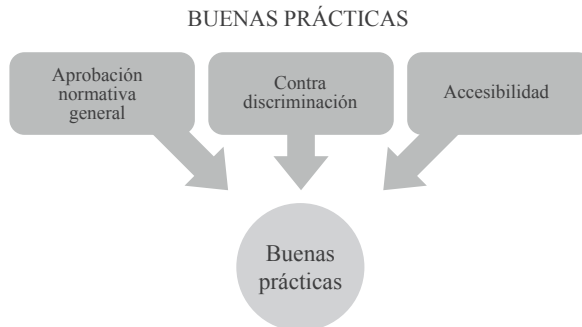 BUENAS PRÁCTICAS
Aprobación
normativa
general
Contra
discriminación
Accesibilidad
Buenas
prácticas